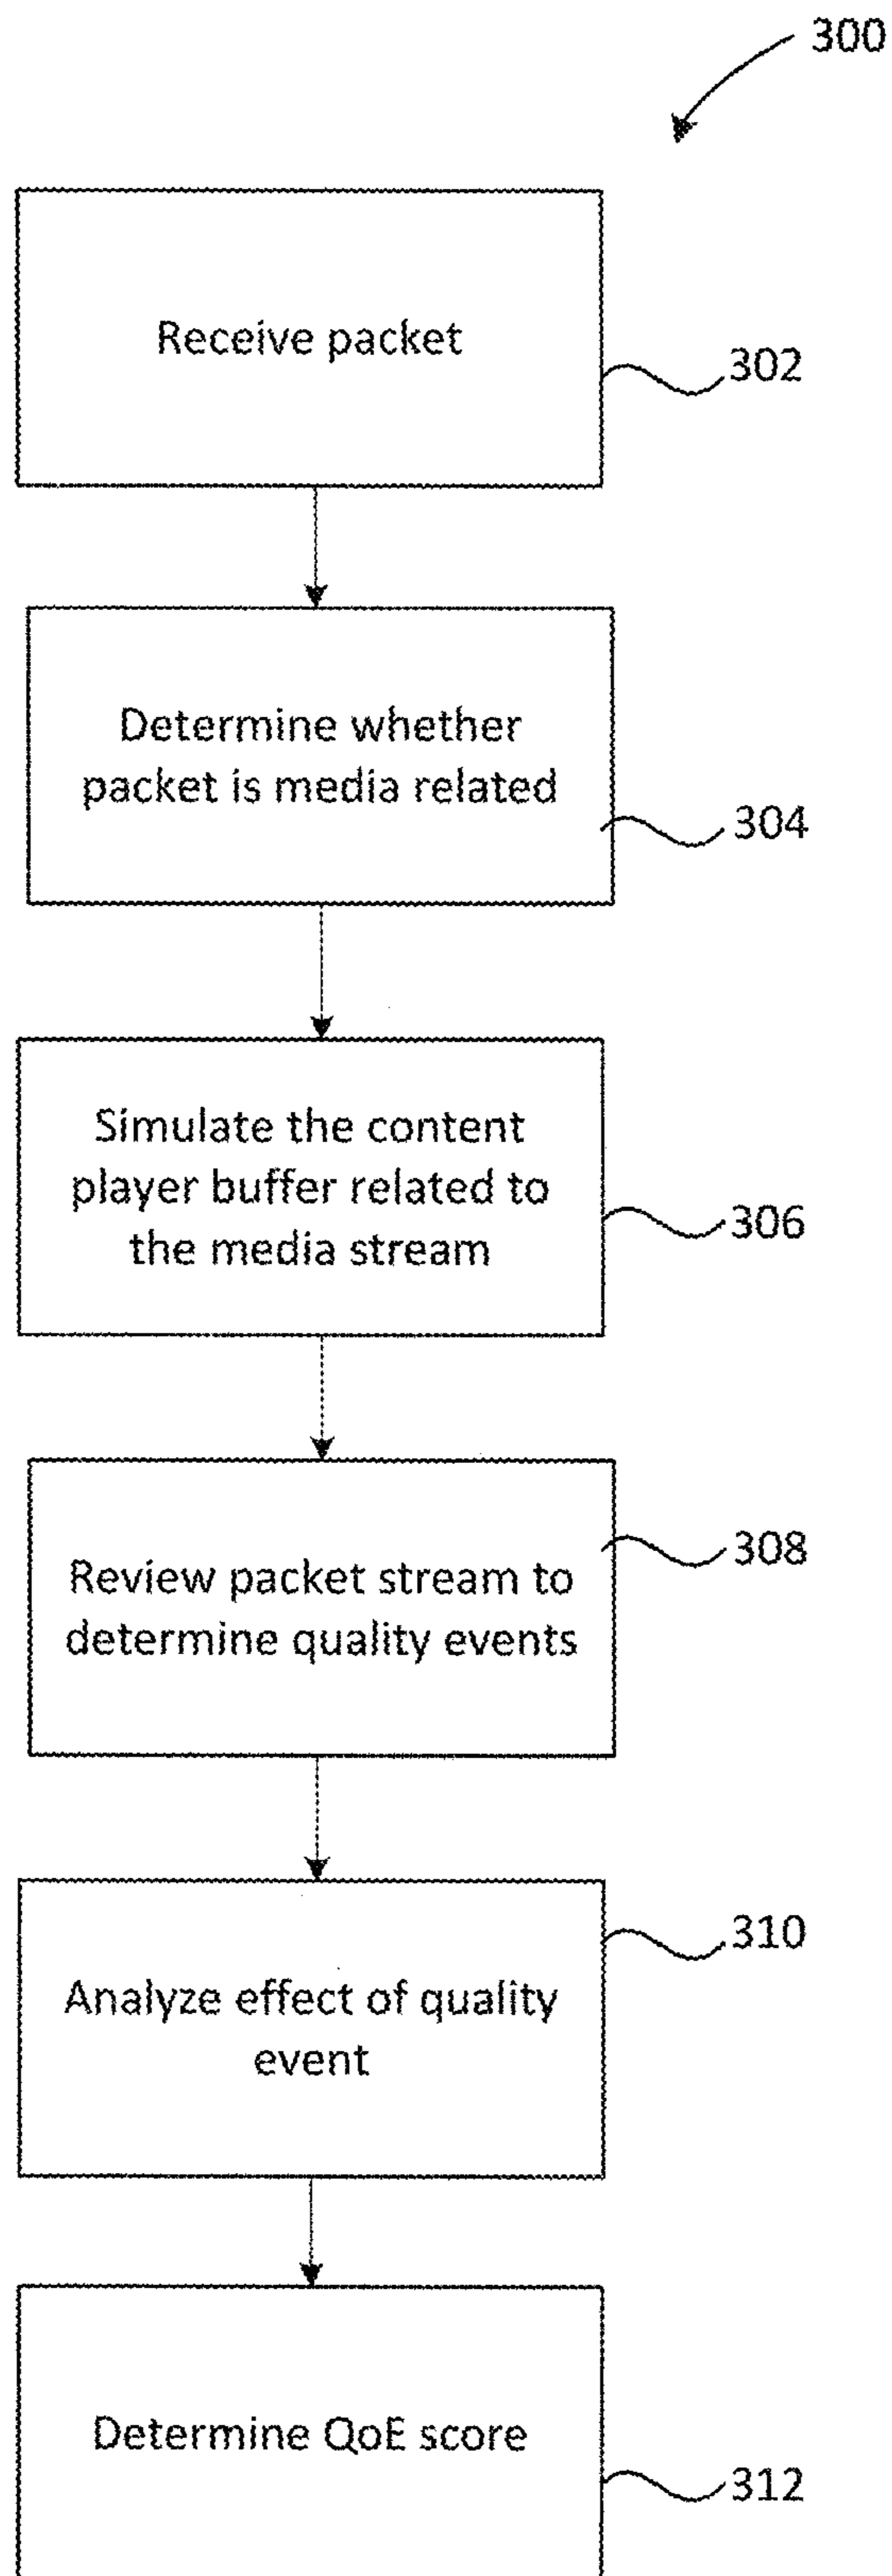 300
Receive packet
302
Determine whether
packet is media related
304
Simulate the content
player buffer related to
the media stream
306
Review packet stream to
determine quality events
308
Analyze effect of quality
event
310
Determine QoE score
312